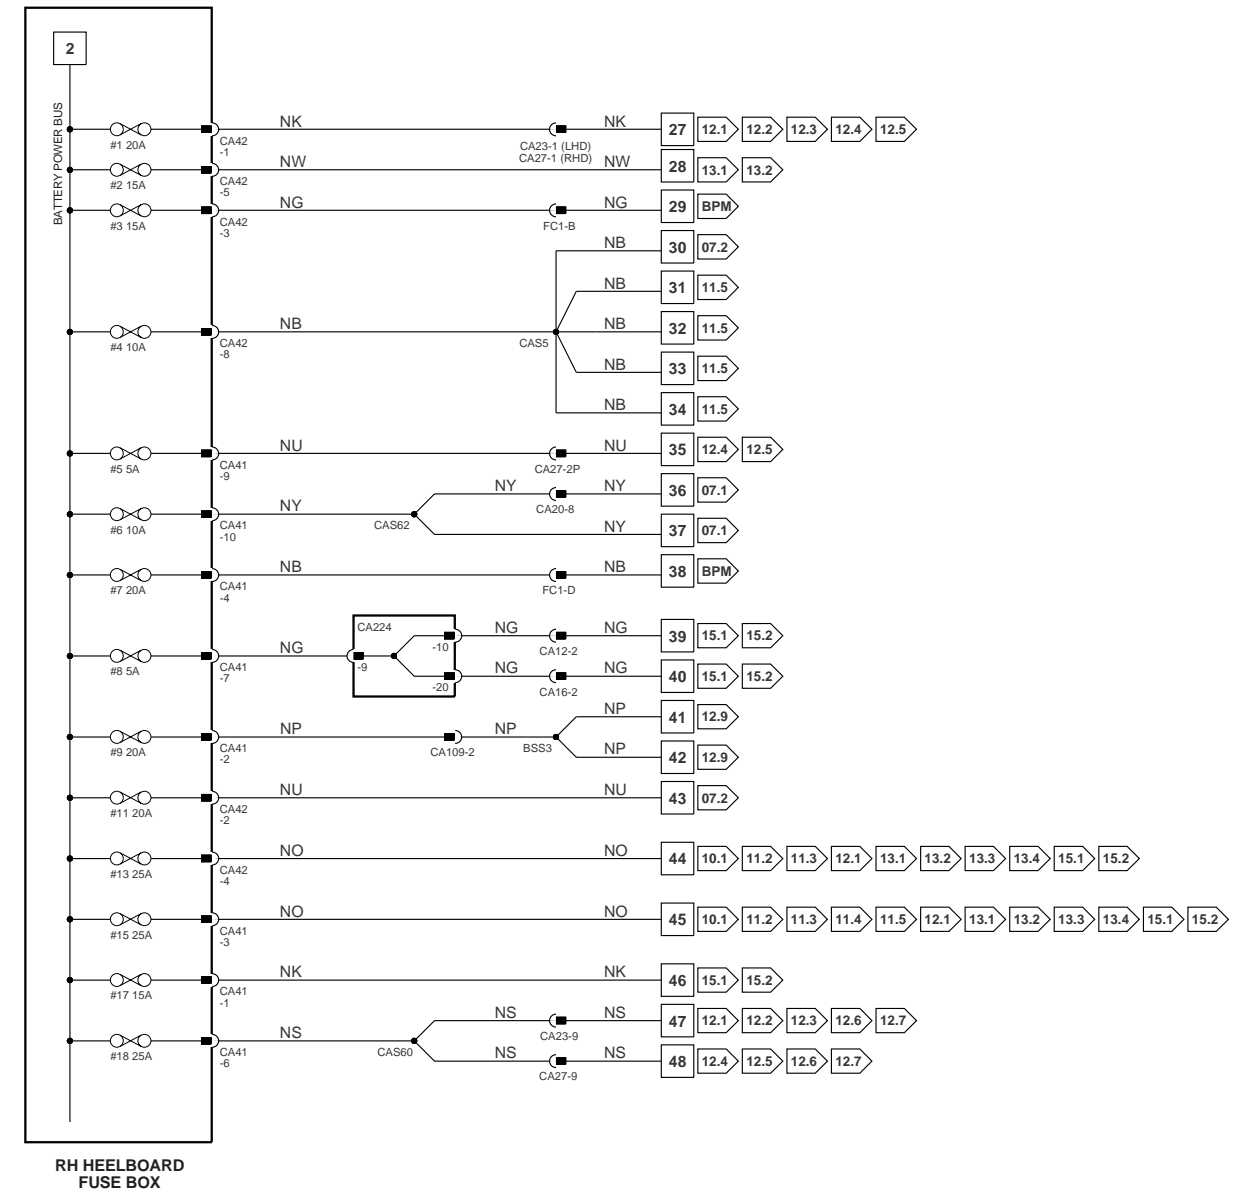 2
BATTERY POWER BUS
#1 20A
CA42
-1
NK
CA23-1 (LHD)
CA27-1 (RHD)
NK
27 12.1 12.2 12.3 12.4 12.5
#2 15A
CA42
-5
NW
NW
28 13.1 13.2
#3 15A
CA42
-3
NG
FC1-B
NG
29 BPM
NB
30 07.2
NB
31 11.5
#4 10A
CA42
-8
NB
CAS5
NB
32 11.5
NB
33 11.5
NB
34 11.5
#5 5A
CA41
-9
NU
CA27-2P
NU
35 12.4 12.5
#6 10A
CA41
-10
NY
CAS62
NY
CA20-8
NY
36 07.1
NY
37 07.1
#7 20A
CA41
-4
NB
FC1-D
NB
38 BPM
#8 5A
CA41
-7
NG
CA224
-9
-10
-20
NG
CA12-2
NG
39 15.1 15.2
NG
CA16-2
NG
40 15.1 15.2
#9 20A
CA41
-2
NP
CA109-2
NP
BSS3
NP
41 12.9
NP
42 12.9
#11 20A
CA42
-2
NU
NU
43 07.2
#13 25A
CA42
-4
NO
NO
44 10.1 11.2 11.3 12.1 13.1 13.2 13.3 13.4 15.1 15.2
#15 25A
CA41
-3
NO
NO
45 10.1 11.2 11.3 11.4 11.5 12.1 13.1 13.2 13.3 13.4 15.1 15.2
#17 15A
CA41
-1
NK
NK
46 15.1 15.2
#18 25A
CA41
-6
NS
CAS60
NS
CA23-9
NS
47 12.1 12.2 12.3 12.6 12.7
NS
CA27-9
NS
48 12.4 12.5 12.6 12.7
RH HEELBOARD
FUSE BOX